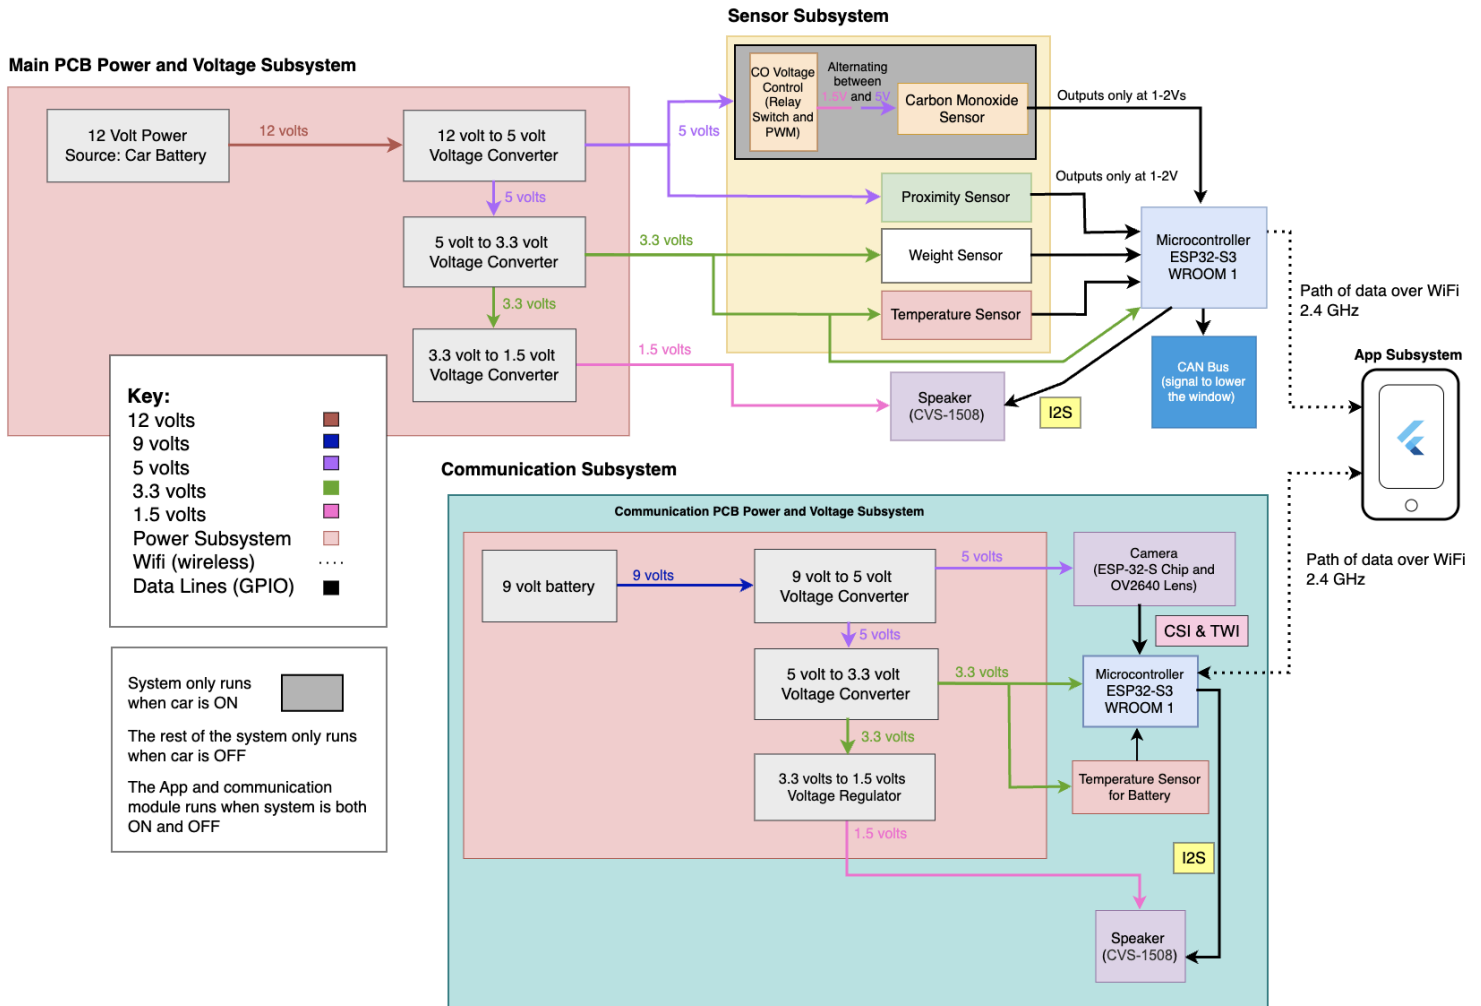 Sensor Subsystem
Main PCB Power and Voltage Subsystem
12 Volt Power
Source: Car Battery
12 volts
12 volt to 5 volt
Voltage Converter
5 volts
5 volts
5 volt to 3.3 volt
Voltage Converter
3.3 volts
3.3 volts
3.3 volt to 1.5 volt
Voltage Converter
1.5 volts
CO Voltage
Control
(Relay
Switch and
PWM)
Alternating
between
1.5V and 5V
Carbon Monoxide
Sensor
Outputs only at 1-2Vs
Proximity Sensor
Outputs only at 1-2V
Weight Sensor
Temperature Sensor
Microcontroller
ESP32-S3
WROOM 1
Path of data over WiFi
2.4 GHz
CAN Bus
(signal to lower
the window)
Speaker
(CVS-1508)
I2S
App Subsystem
Key:
12 volts
9 volts
5 volts
3.3 volts
1.5 volts
Power Subsystem
Wifi (wireless)
Data Lines (GPIO)
System only runs
when car is ON
The rest of the system only runs
when car is OFF
The App and communication
module runs when system is both
ON and OFF
Communication Subsystem
Communication PCB Power and Voltage Subsystem
9 volt battery
9 volts
9 volt to 5 volt
Voltage Converter
5 volts
5 volts
5 volt to 3.3 volt
Voltage Converter
3.3 volts
3.3 volts
3.3 volts to 1.5 volts
Voltage Regulator
1.5 volts
Camera
(ESP-32-S Chip and
OV2640 Lens)
CSI & TWI
Microcontroller
ESP32-S3
WROOM 1
Temperature Sensor
for Battery
I2S
Speaker
(CVS-1508)
Path of data over WiFi
2.4 GHz